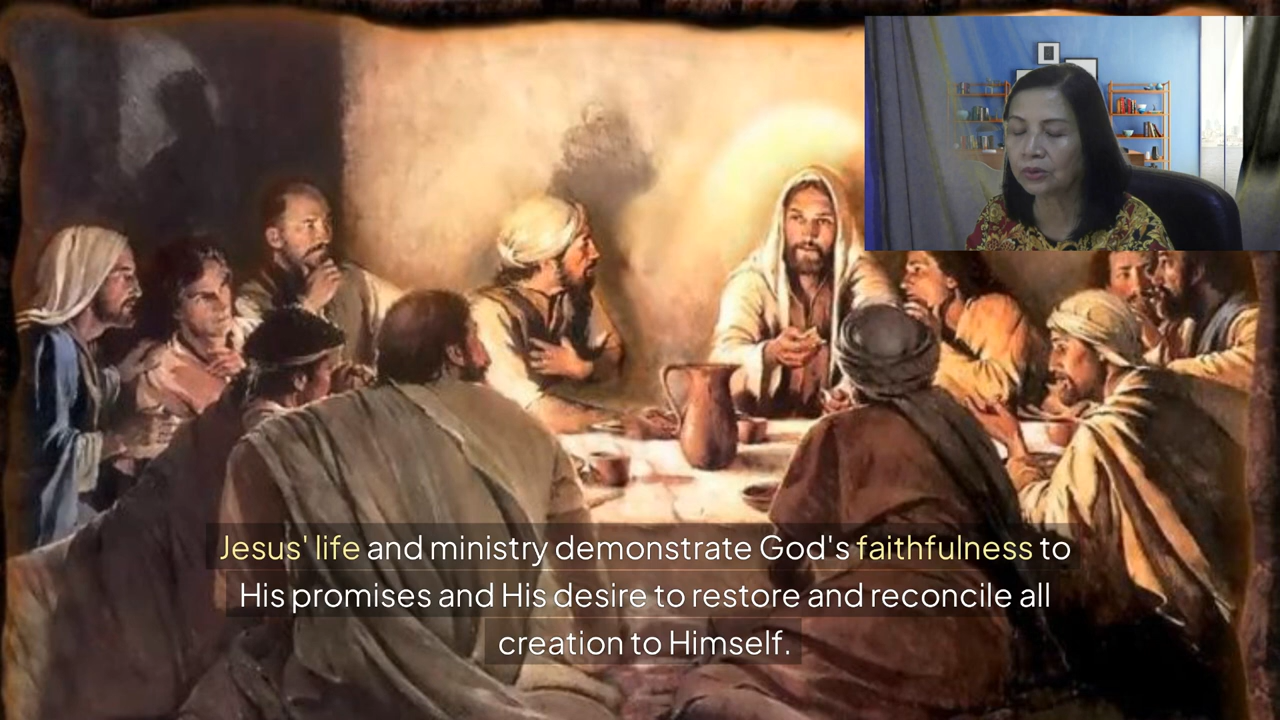 Jesus' life and ministry demonstrate God's faithfulness to
His promises and His desire to restore and reconcile all
creation to Himself.